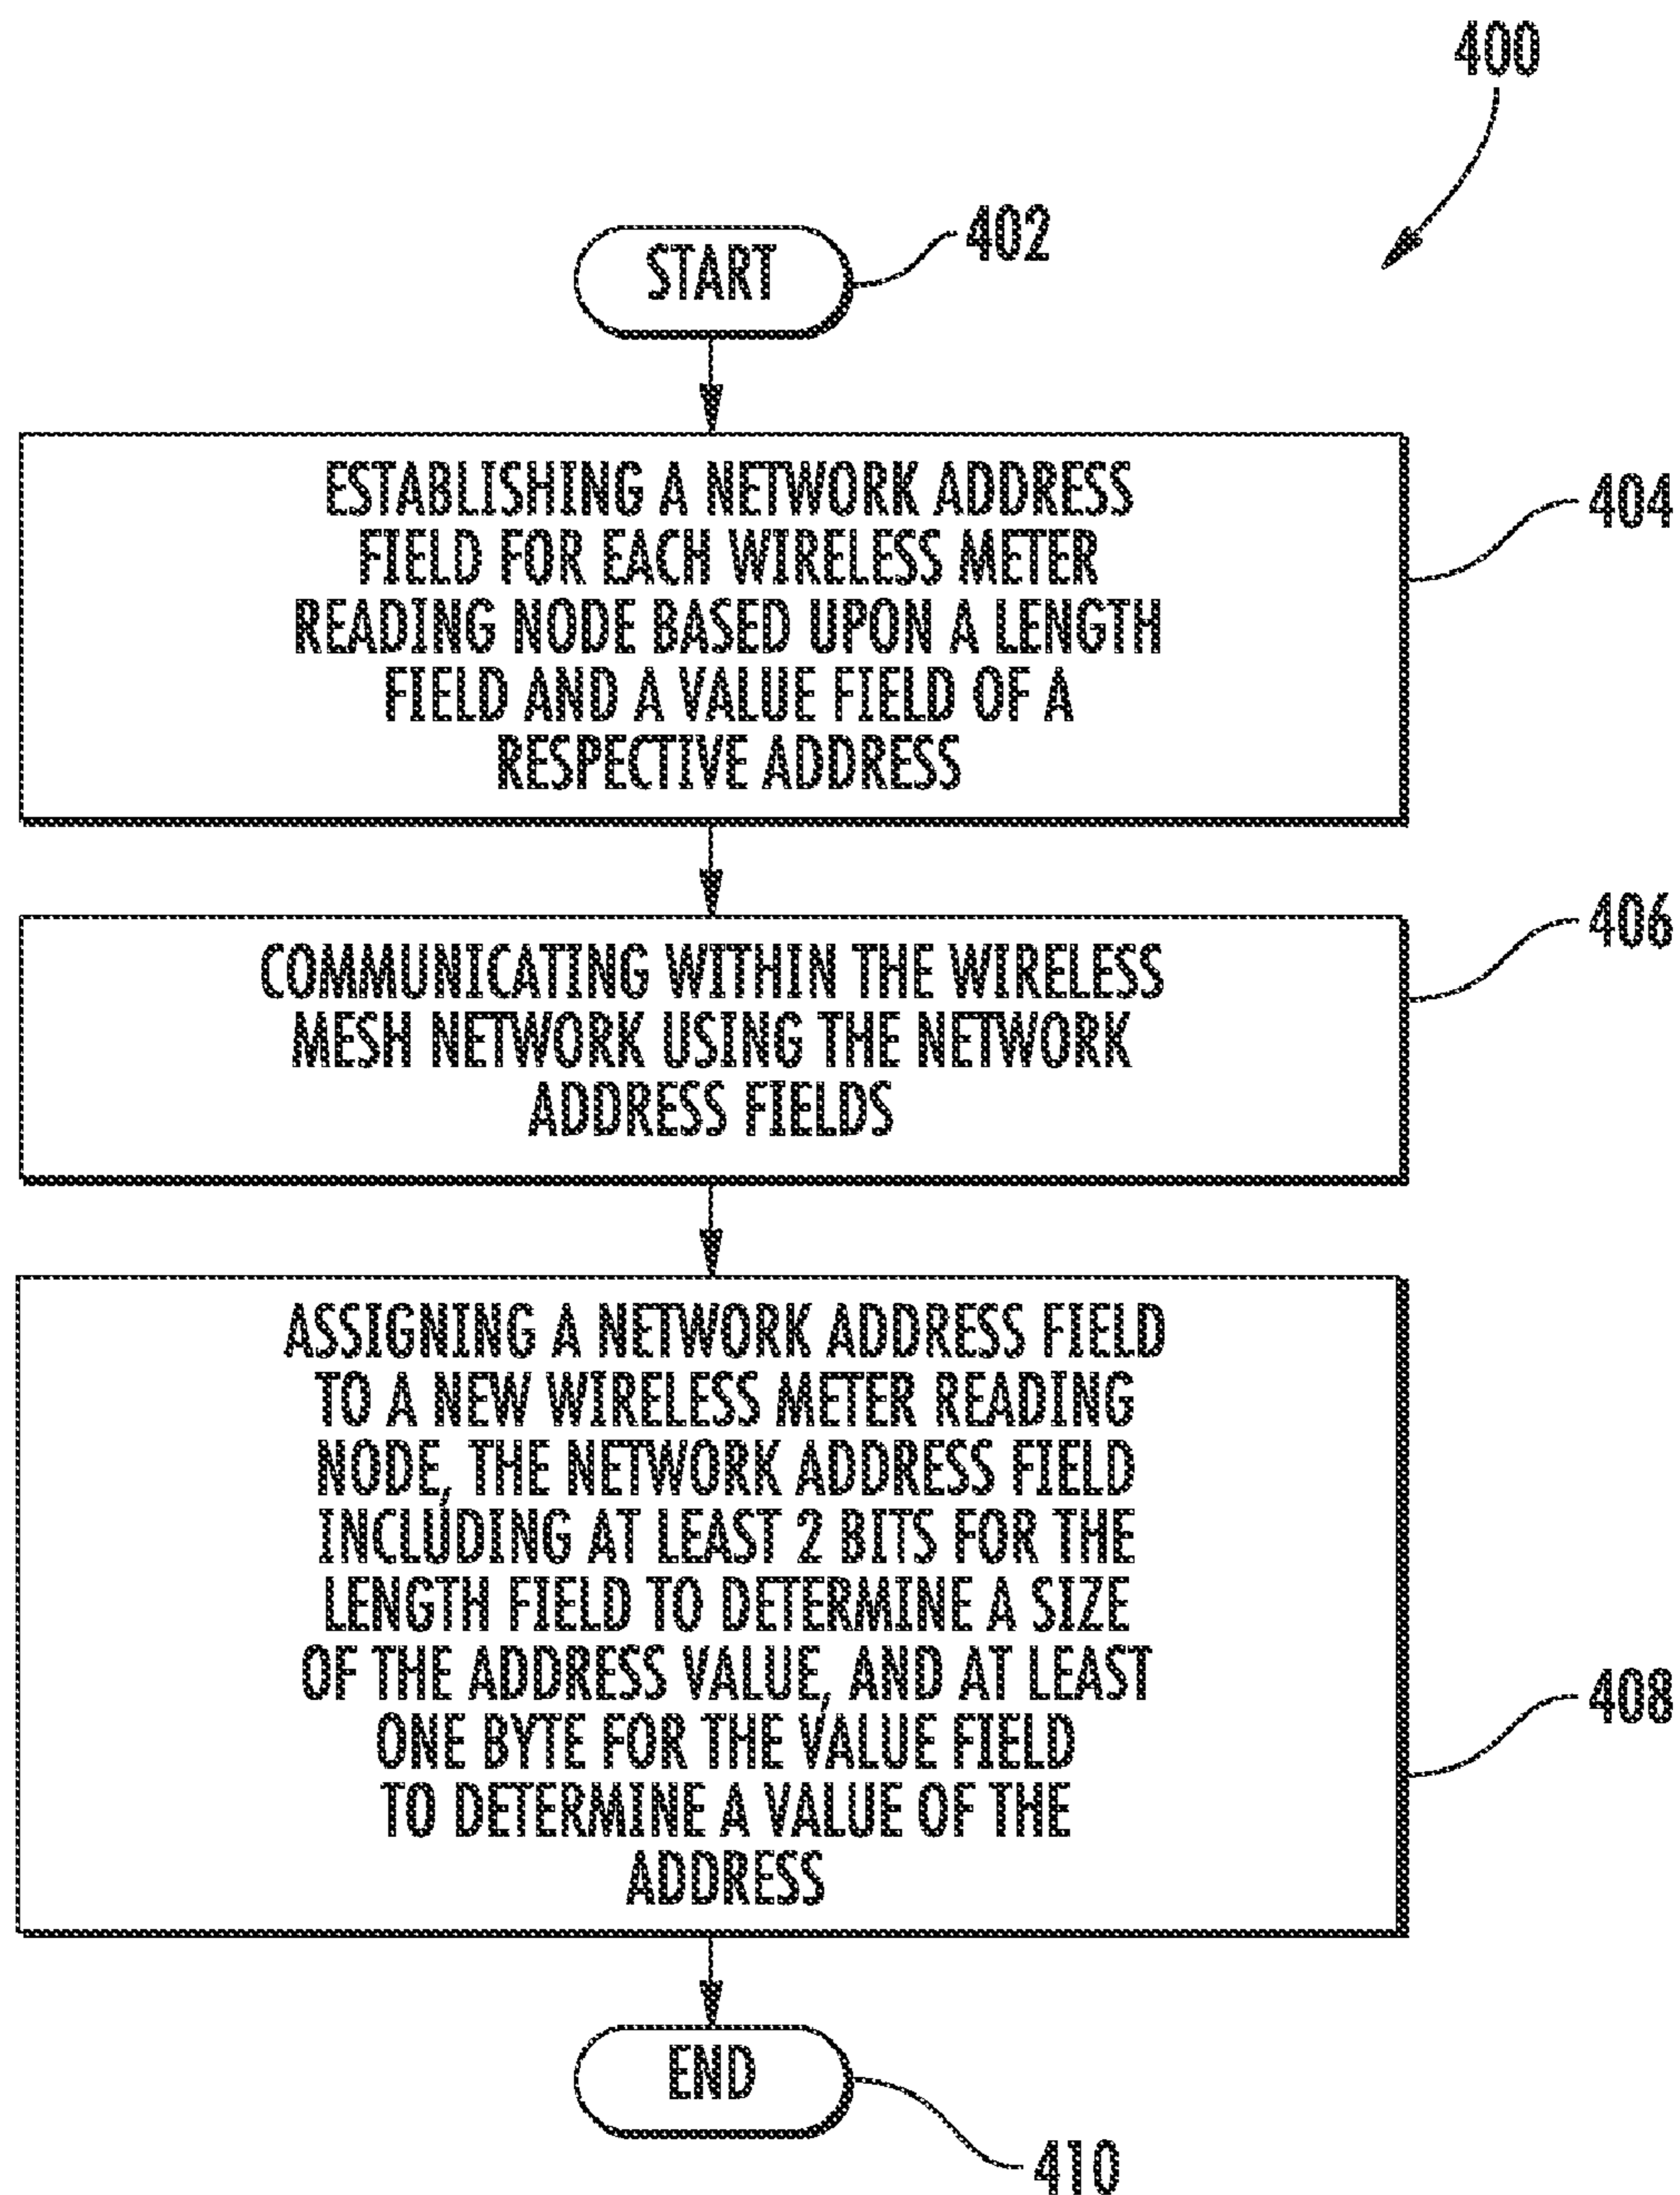 400
START
402
ESTABLISHING A NETWORK ADDRESS
FIELD FOR EACH WIRELESS METER
READING NODE BASED UPON A LENGTH
FIELD AND A VALUE FIELD OF A
RESPECTIVE ADDRESS
404
COMMUNICATING WITHIN THE WIRELESS
MESH NETWORK USING THE NETWORK
ADDRESS FIELDS
406
ASSIGNING A NETWORK ADDRESS FIELD
TO A NEW WIRELESS METER READING
NODE, THE NETWORK ADDRESS FIELD
INCLUDING AT LEAST 2 BITS FOR THE
LENGTH FIELD TO DETERMINE A SIZE
OF THE ADDRESS VALUE, AND AT LEAST
ONE BYTE FOR THE VALUE FIELD
TO DETERMINE A VALUE OF THE
ADDRESS
408
END
410